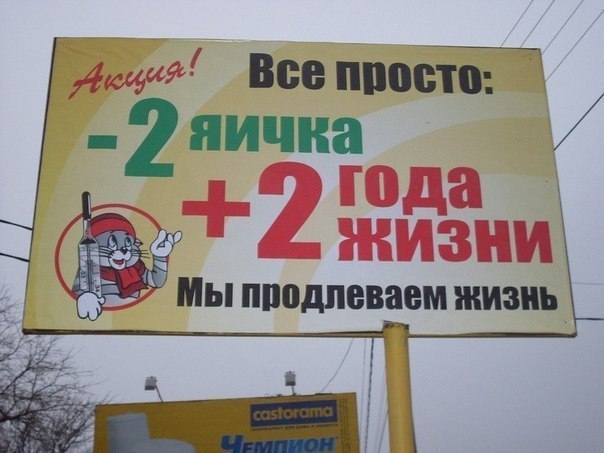 Акция!
Все просто:
-2 яичка
+2 года
жизни
Мы продлеваем жизнь
castorama
Чемпион